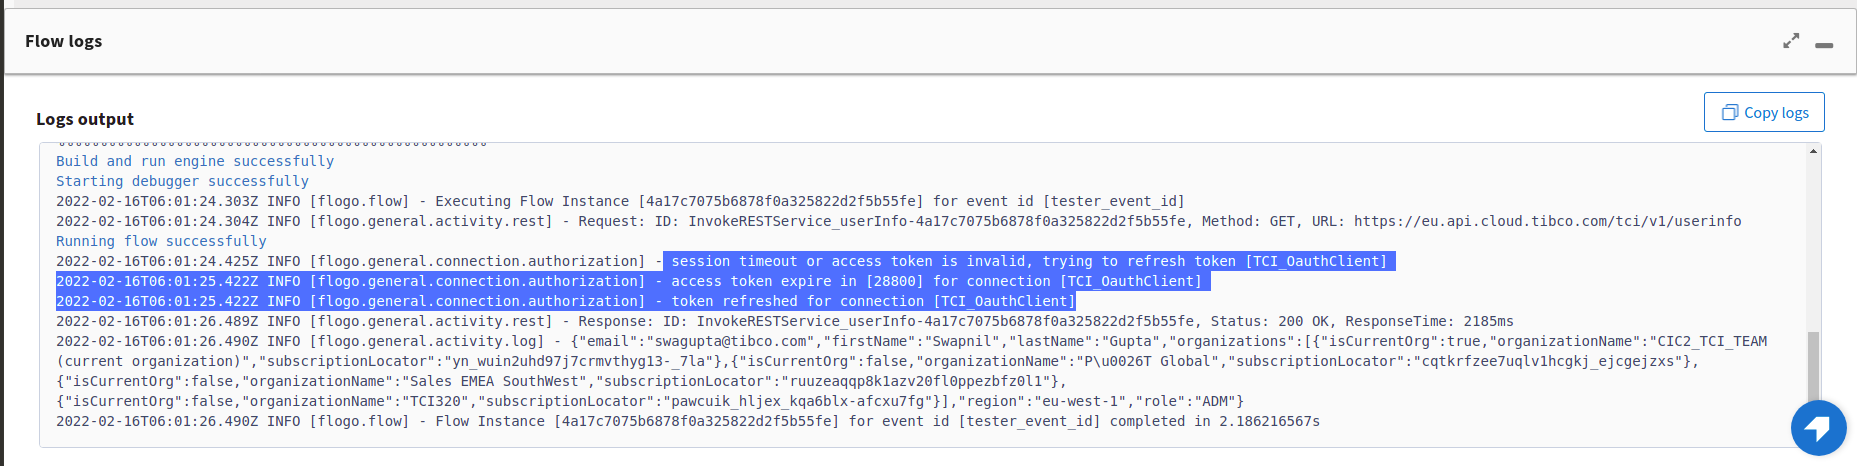 Flow logs
Logs output
Copy logs
Build and run engine successfully
Starting debugger successfully
2022-02-16T06:01:24.303Z INFO [flogo.flow] - Executing Flow Instance [4a17c7075b6878f0a325822d2f5b55fe] for event id [tester_event_id]
2022-02-16T06:01:24.304Z INFO [flogo.general.activity.rest] - Request: ID: InvokeRESTService_userInfo-4a17c7075b6878f0a325822d2f5b55fe, Method: GET, URL: https://eu.api.cloud.tibco.com/tci/v1/userinfo
Running flow successfully
2022-02-16T06:01:24.425Z INFO [flogo.general.connection.authorization] - session timeout or access token is invalid, trying to refresh token [TCI_OauthClient]
2022-02-16T06:01:25.422Z INFO [flogo.general.connection.authorization] - access token expire in [28800] for connection [TCI_OauthClient]
2022-02-16T06:01:25.422Z INFO [flogo.general.connection.authorization] - token refreshed for connection [TCI_OauthClient]
2022-02-16T06:01:26.489Z INFO [flogo.general.activity.rest] - Response: ID: InvokeRESTService_userInfo-4a17c7075b6878f0a325822d2f5b55fe, Status: 200 OK, ResponseTime: 2185ms
2022-02-16T06:01:26.490Z INFO [flogo.general.activity.log] - {"email":"swagupta@tibco.com","firstName":"Swapnil","lastName":"Gupta","organizations":[{"isCurrentOrg":true,"organizationName":"CIC2_TCI_TEAM
(current organization)","subscriptionLocator":"yn_wuin2uhd97j7crmvthyg13-_7la"},{"isCurrentOrg":false,"organizationName":"P\u0026T Global","subscriptionLocator":"cqtkrfzee7uqlv1hcgkj_ejcgejzxs"},
{"isCurrentOrg":false,"organizationName":"Sales EMEA SouthWest","subscriptionLocator":"ruuzeaqqp8k1azv20fl0ppezbfz0l1"},
{"isCurrentOrg":false,"organizationName":"TCI320","subscriptionLocator":"pawcuik_hljex_kqa6blx-afcxu7fg"}],"region":"eu-west-1","role":"ADM"}
2022-02-16T06:01:26.490Z INFO [flogo.flow] - Flow Instance [4a17c7075b6878f0a325822d2f5b55fe] for event id [tester_event_id] completed in 2.186216567s